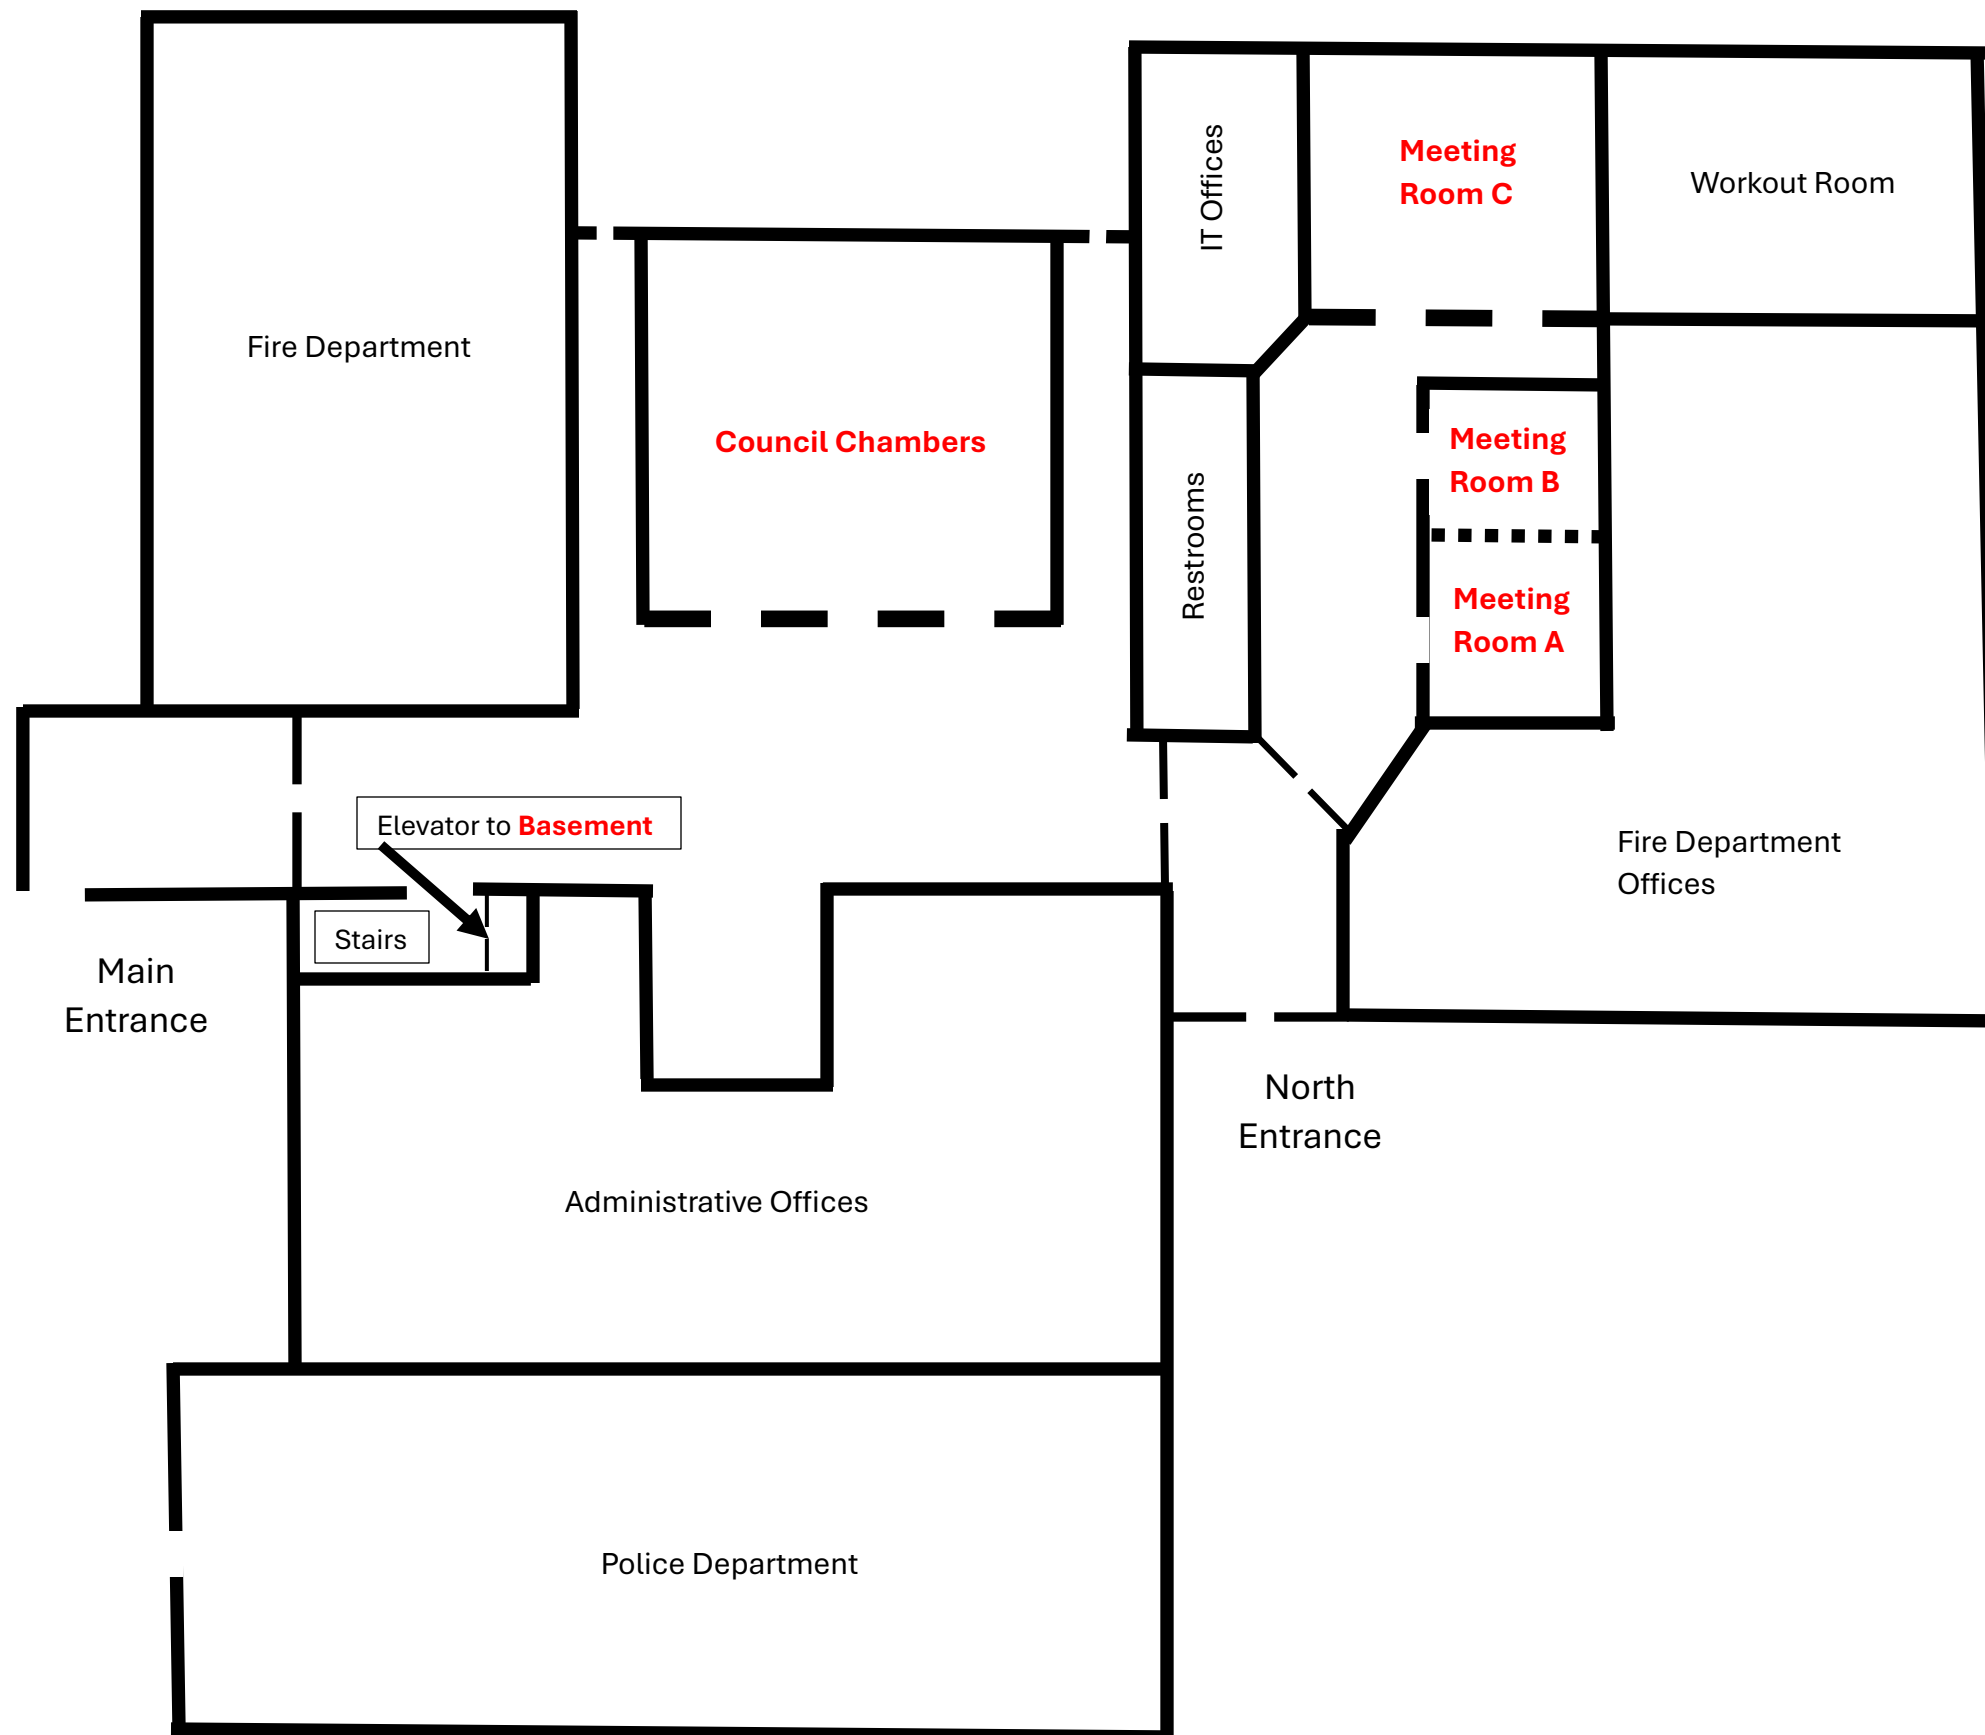 IT Offices
Meeting
Room C
Workout Room
Fire Department
Council Chambers
Meeting
Room B
Restrooms
Meeting
Room A
Elevator to Basement
Fire Department
Offices
Stairs
Main
Entrance
North
Entrance
Administrative Offices
Police Department